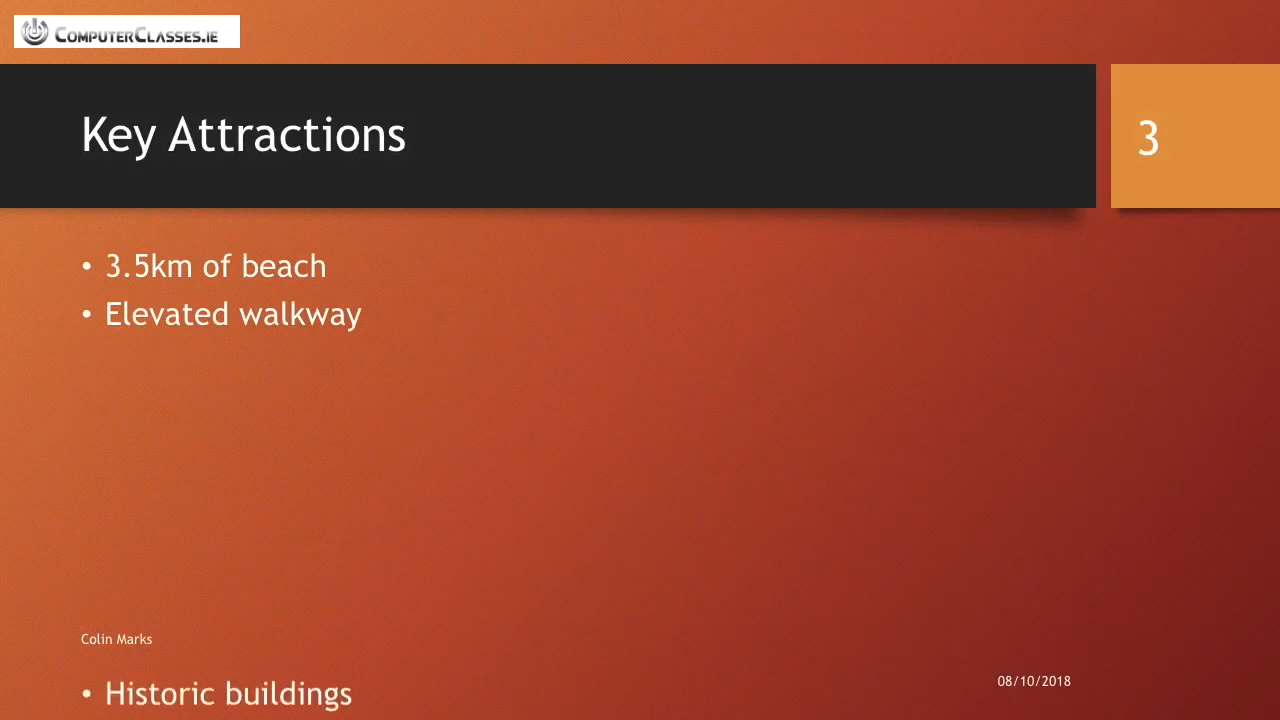 ComputerClasses.ie
Key Attractions
3
• 3.5km of beach
• Elevated walkway
Colin Marks
08/10/2018
• Historic buildings